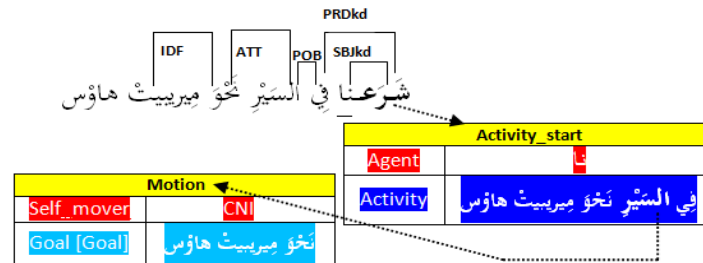 PRDkd
IDF ATT POB SBJkd
شَرَعنا فِي السَيْرِ نَحْوَ مِيرِيبيتْ هاوْس
Activity_start
Agent نا
Activity فِي السَيْرِ نَحْوَ مِيرِيبيتْ هاوْس
Motion
Self_mover CNI
Goal [Goal] نَحْوَ مِيرِيبيتْ هاوْس